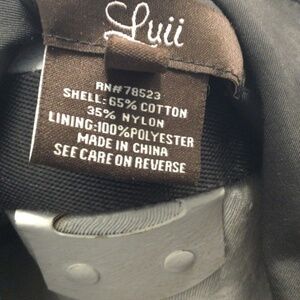 Luii
RN#78523
SHELL: 65% COTTON
35% NYLON
LINING:100%POLYESTER
MADE IN CHINA
SEE CARE ON REVERSE